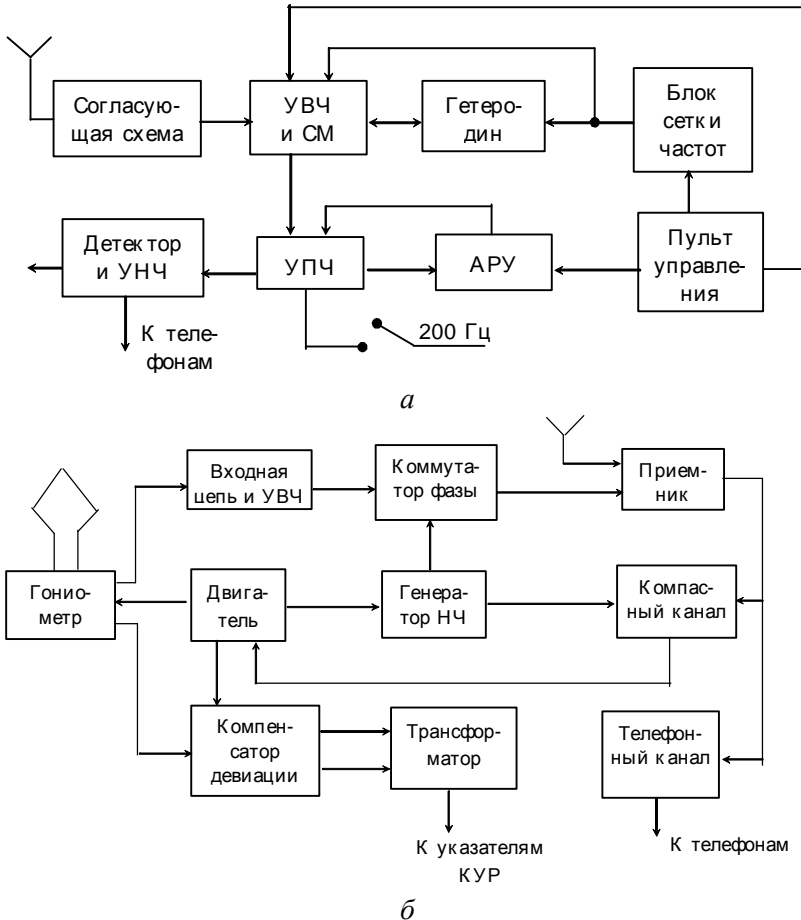 Согласую-
щая схема
УВЧ
и СМ
Гетеро-
дин
Блок
сетки
частот
Детектор
и УНЧ
УПЧ
АРУ
Пульт
управле-
ния
К теле-
фонам
200 Гц
а
Входная
цепь и УВЧ
Коммута-
тор фазы
Прием-
ник
Гонио-
метр
Двига-
тель
Генера-
тор НЧ
Компас-
ный канал
Компен-
сатор
девиации
Трансфор-
матор
Телефон-
ный канал
К указателям
КУР
К телефонам
б